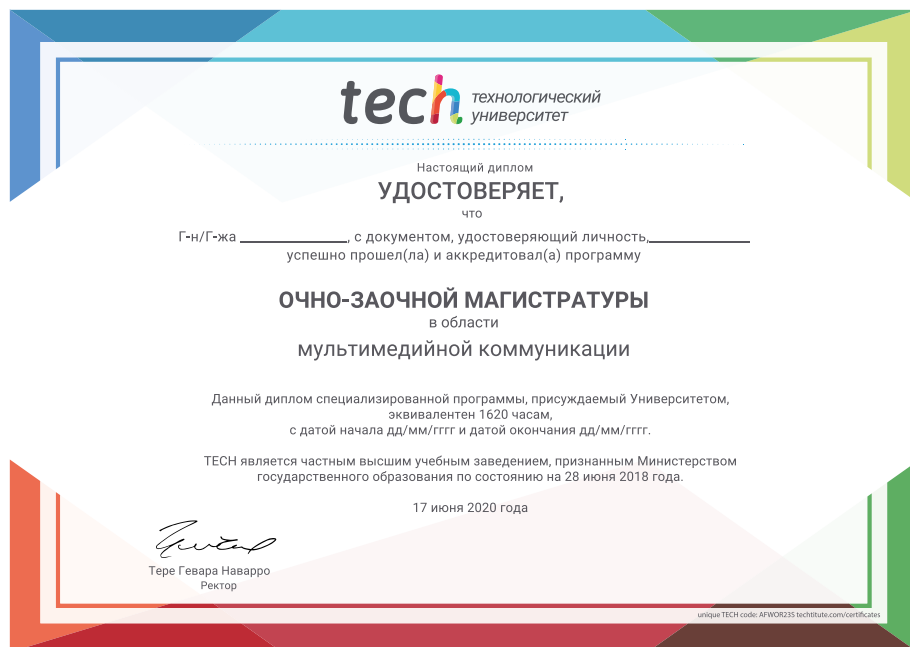 tech технологический
университет
Настоящий диплом
УДОСТОВЕРЯЕТ,
что
Г-н/Г-жа ______________, с документом, удостоверяющий личность,_____________
успешно прошел(ла) и аккредитовал(а) программу
ОЧНО-ЗАОЧНОЙ МАГИСТРАТУРЫ
в области
мультимедийной коммуникации
Данный диплом специализированной программы, присуждаемый Университетом,
эквивалентен 1620 часам,
с датой начала дд/мм/гггг и датой окончания дд/мм/гггг.
TECH является частным высшим учебным заведением, признанным Министерством
государственного образования по состоянию на 28 июня 2018 года.
17 июня 2020 года
Тере Гевара Наварро
Ректор
unique TECH code: AFWOR235 techtitute.com/certificates